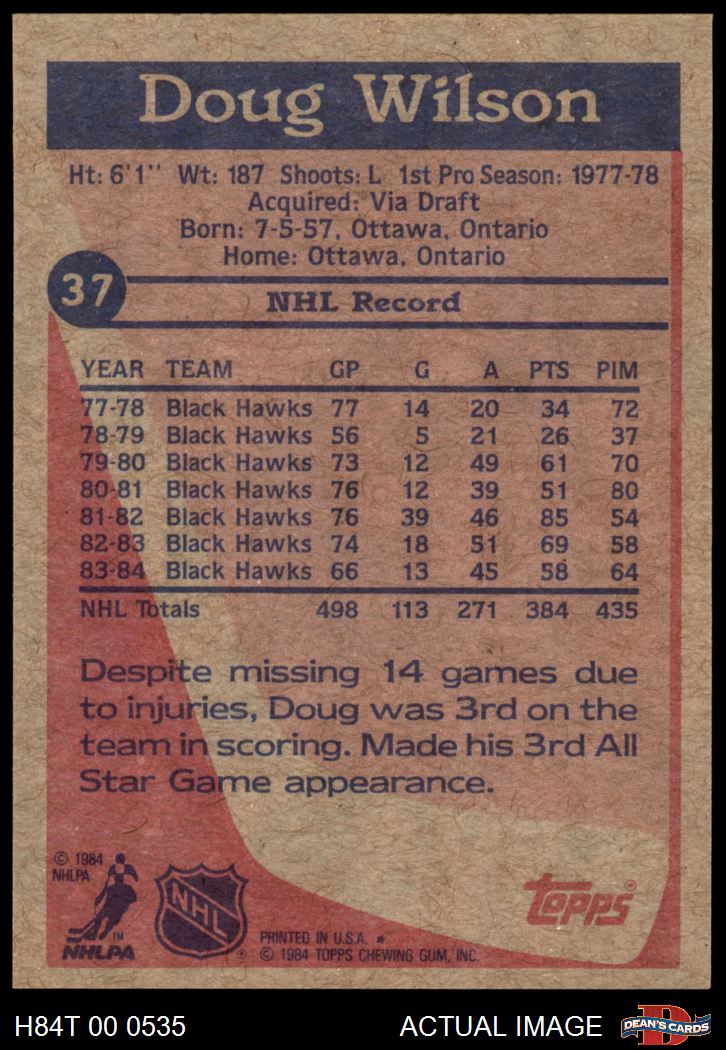 Doug Wilson
Ht: 6'1'' Wt: 187 Shoots: L 1st Pro Season: 1977-78
Acquired: Via Draft
Born: 7-5-57, Ottawa, Ontario
Home: Ottawa, Ontario
37
NHL Record
YEAR TEAM GP G A PTS PIM
77-78 Black Hawks 77 14 20 34 72
78-79 Black Hawks 56 5 21 26 37
79-80 Black Hawks 73 12 49 61 70
80-81 Black Hawks 76 12 39 51 80
81-82 Black Hawks 76 39 46 85 54
82-83 Black Hawks 74 18 51 69 58
83-84 Black Hawks 66 13 45 58 64
NHL Totals 498 113 271 384 435
Despite missing 14 games due
to injuries, Doug was 3rd on the
team in scoring. Made his 3rd All
Star Game appearance.
© 1984
NHLPA
TM
NHLPA
NHL
®
PRINTED IN U.S.A. *
© 1984 TOPPS CHEWING GUM, INC.
topps®
H84T 00 0535 ACTUAL IMAGE
D
DEAN'S CARDS